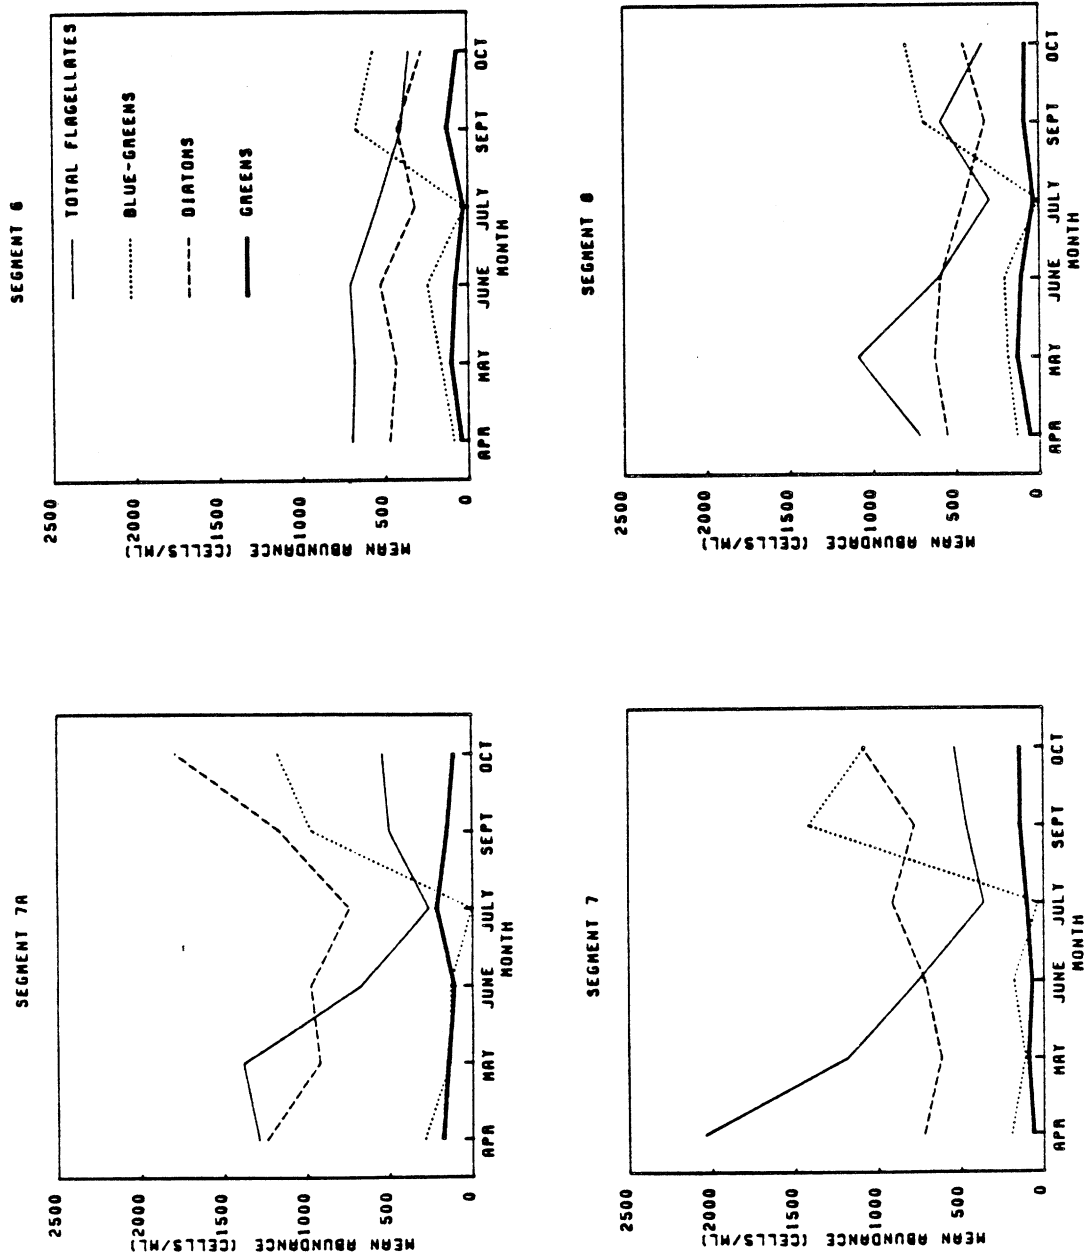 SEGMENT 6
TOTAL FLAGELLATES
BLUE-GREENS
DIATOMS
GREENS
MEAN ABUNDANCE (CELLS/ML)
2500
2000
1500
1000
500
0
APR MAY JUNE JULY SEPT OCT
MONTH
SEGMENT 8
MEAN ABUNDANCE (CELLS/ML)
2500
2000
1500
1000
500
0
APR MAY JUNE JULY SEPT OCT
MONTH
SEGMENT 7A
MEAN ABUNDANCE (CELLS/ML)
2500
2000
1500
1000
500
0
APR MAY JUNE JULY SEPT OCT
MONTH
SEGMENT 7
MEAN ABUNDANCE (CELLS/ML)
2500
2000
1500
1000
500
0
APR MAY JUNE JULY SEPT OCT
MONTH